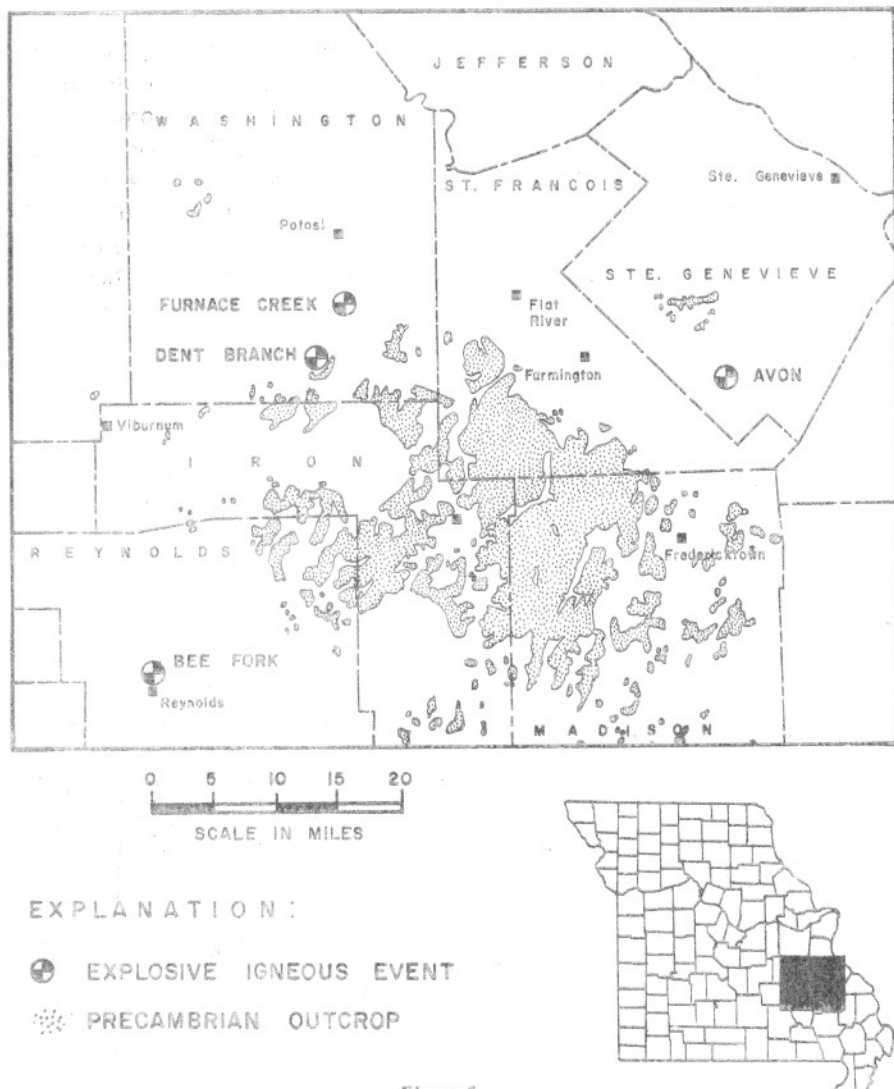 JEFFERSON
WASHINGTON
ST. FRANCOIS
Ste. Genevieve
Potosi
STE. GENEVIEVE
FURNACE CREEK
Flat
River
DENT BRANCH
Farmington
AVON
Viburnum
IRON
REYNOLDS
Fredericktown
BEE FORK
Reynolds
MADISON
0 5 10 15 20
SCALE IN MILES
EXPLANATION:
EXPLOSIVE IGNEOUS EVENT
PRECAMBRIAN OUTCROP